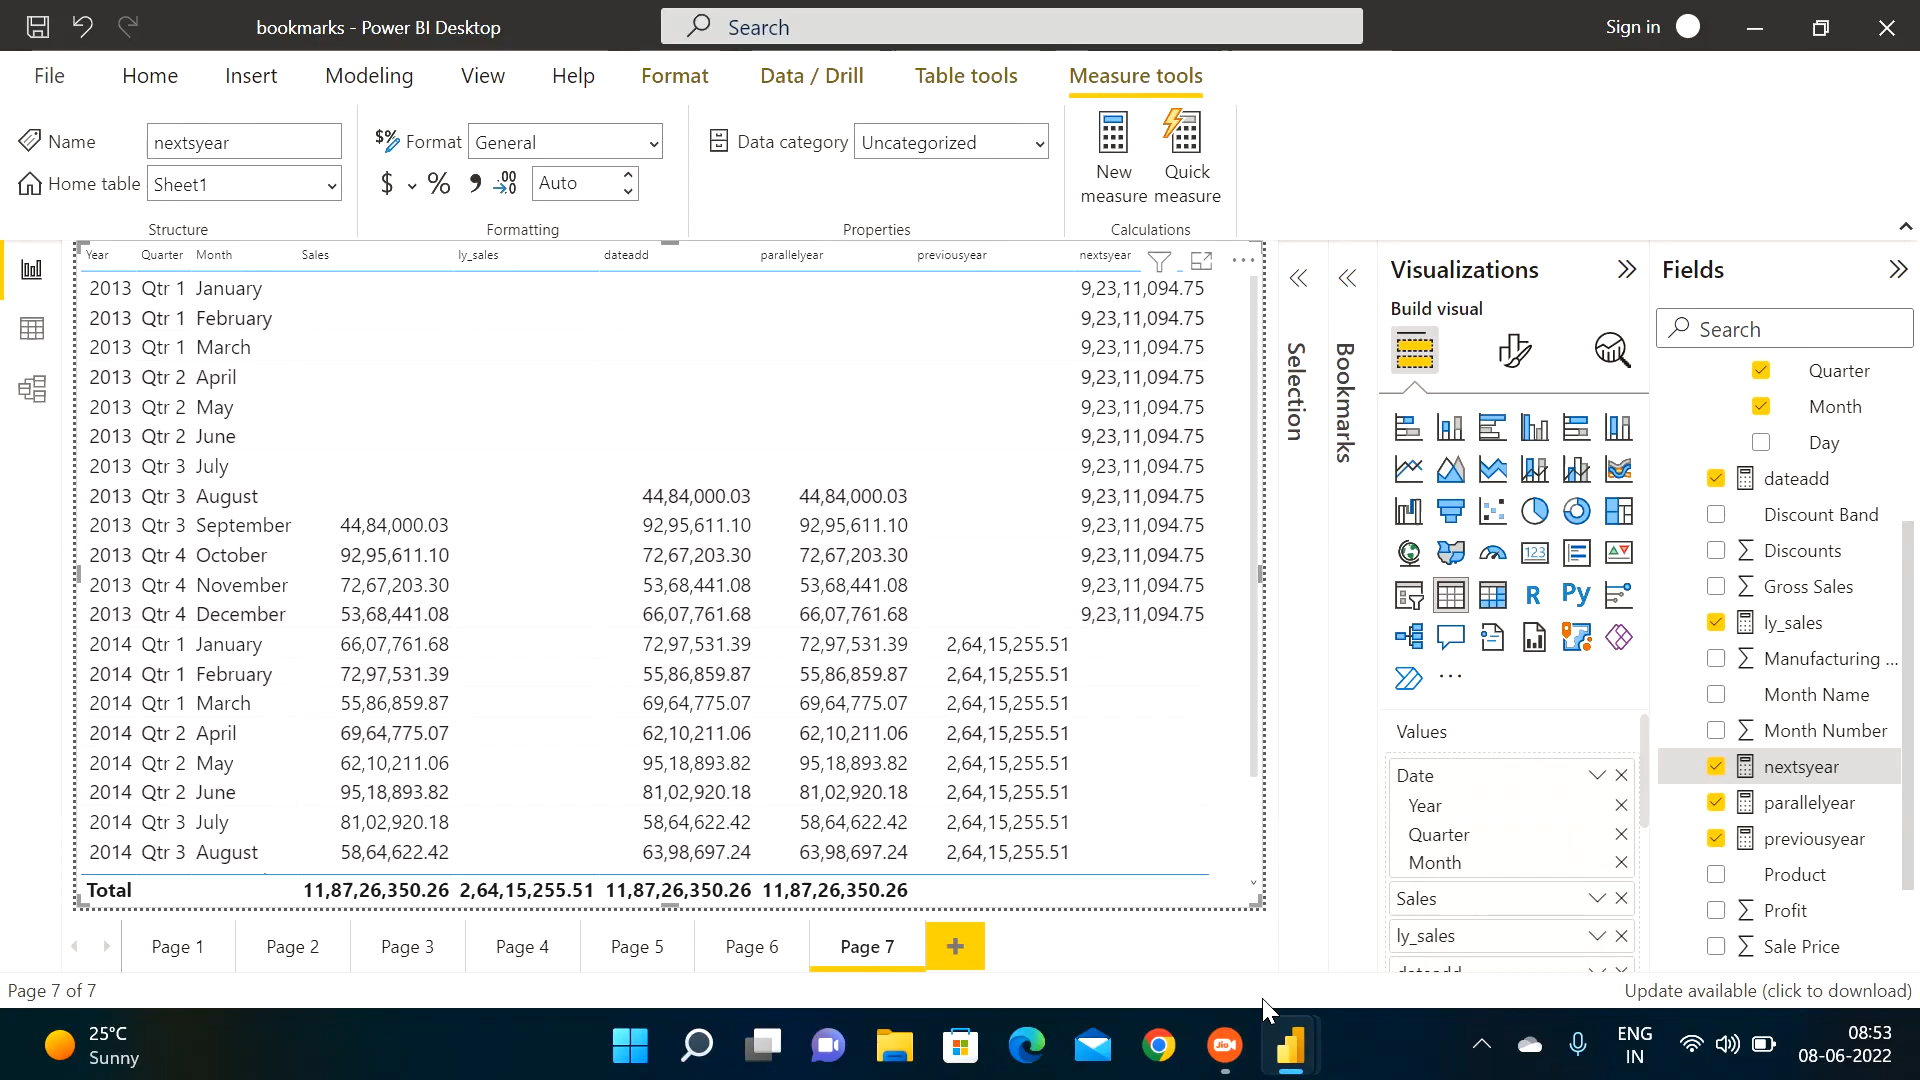 bookmarks - Power BI Desktop
Search
Sign in
File Home Insert Modeling View Help Format Data / Drill Table tools Measure tools
Name nextsyear
Home table Sheet1
Structure
$% Format General
$ % , .00 Auto
Formatting
Data category Uncategorized
Properties
New measure
Quick measure
Calculations
Year Quarter Month Sales ly_sales dateadd parallelyear previousyear nextsyear
2013 Qtr 1 January 9,23,11,094.75
2013 Qtr 1 February 9,23,11,094.75
2013 Qtr 1 March 9,23,11,094.75
2013 Qtr 2 April 9,23,11,094.75
2013 Qtr 2 May 9,23,11,094.75
2013 Qtr 2 June 9,23,11,094.75
2013 Qtr 3 July 9,23,11,094.75
2013 Qtr 3 August 44,84,000.03 44,84,000.03 9,23,11,094.75
2013 Qtr 3 September 44,84,000.03 92,95,611.10 92,95,611.10 9,23,11,094.75
2013 Qtr 4 October 92,95,611.10 72,67,203.30 72,67,203.30 9,23,11,094.75
2013 Qtr 4 November 72,67,203.30 53,68,441.08 53,68,441.08 9,23,11,094.75
2013 Qtr 4 December 53,68,441.08 66,07,761.68 66,07,761.68 9,23,11,094.75
2014 Qtr 1 January 66,07,761.68 72,97,531.39 72,97,531.39 2,64,15,255.51
2014 Qtr 1 February 72,97,531.39 55,86,859.87 55,86,859.87 2,64,15,255.51
2014 Qtr 1 March 55,86,859.87 69,64,775.07 69,64,775.07 2,64,15,255.51
2014 Qtr 2 April 69,64,775.07 62,10,211.06 62,10,211.06 2,64,15,255.51
2014 Qtr 2 May 62,10,211.06 95,18,893.82 95,18,893.82 2,64,15,255.51
2014 Qtr 2 June 95,18,893.82 81,02,920.18 81,02,920.18 2,64,15,255.51
2014 Qtr 3 July 81,02,920.18 58,64,622.42 58,64,622.42 2,64,15,255.51
2014 Qtr 3 August 58,64,622.42 63,98,697.24 63,98,697.24 2,64,15,255.51
Total 11,87,26,350.26 2,64,15,255.51 11,87,26,350.26 11,87,26,350.26
Selection
Bookmarks
Visualizations
Build visual
123
R
Py
...
Values
Date
Year
Quarter
Month
Sales
ly_sales
dateadd
Fields
Search
Quarter
Month
Day
dateadd
Discount Band
Discounts
Gross Sales
ly_sales
Manufacturing ...
Month Name
Month Number
nextsyear
parallelyear
previousyear
Product
Profit
Sale Price
Page 1 Page 2 Page 3 Page 4 Page 5 Page 6 Page 7 +
Page 7 of 7
Update available (click to download)
25°C
Sunny
Jio
ENG
IN
08:53
08-06-2022